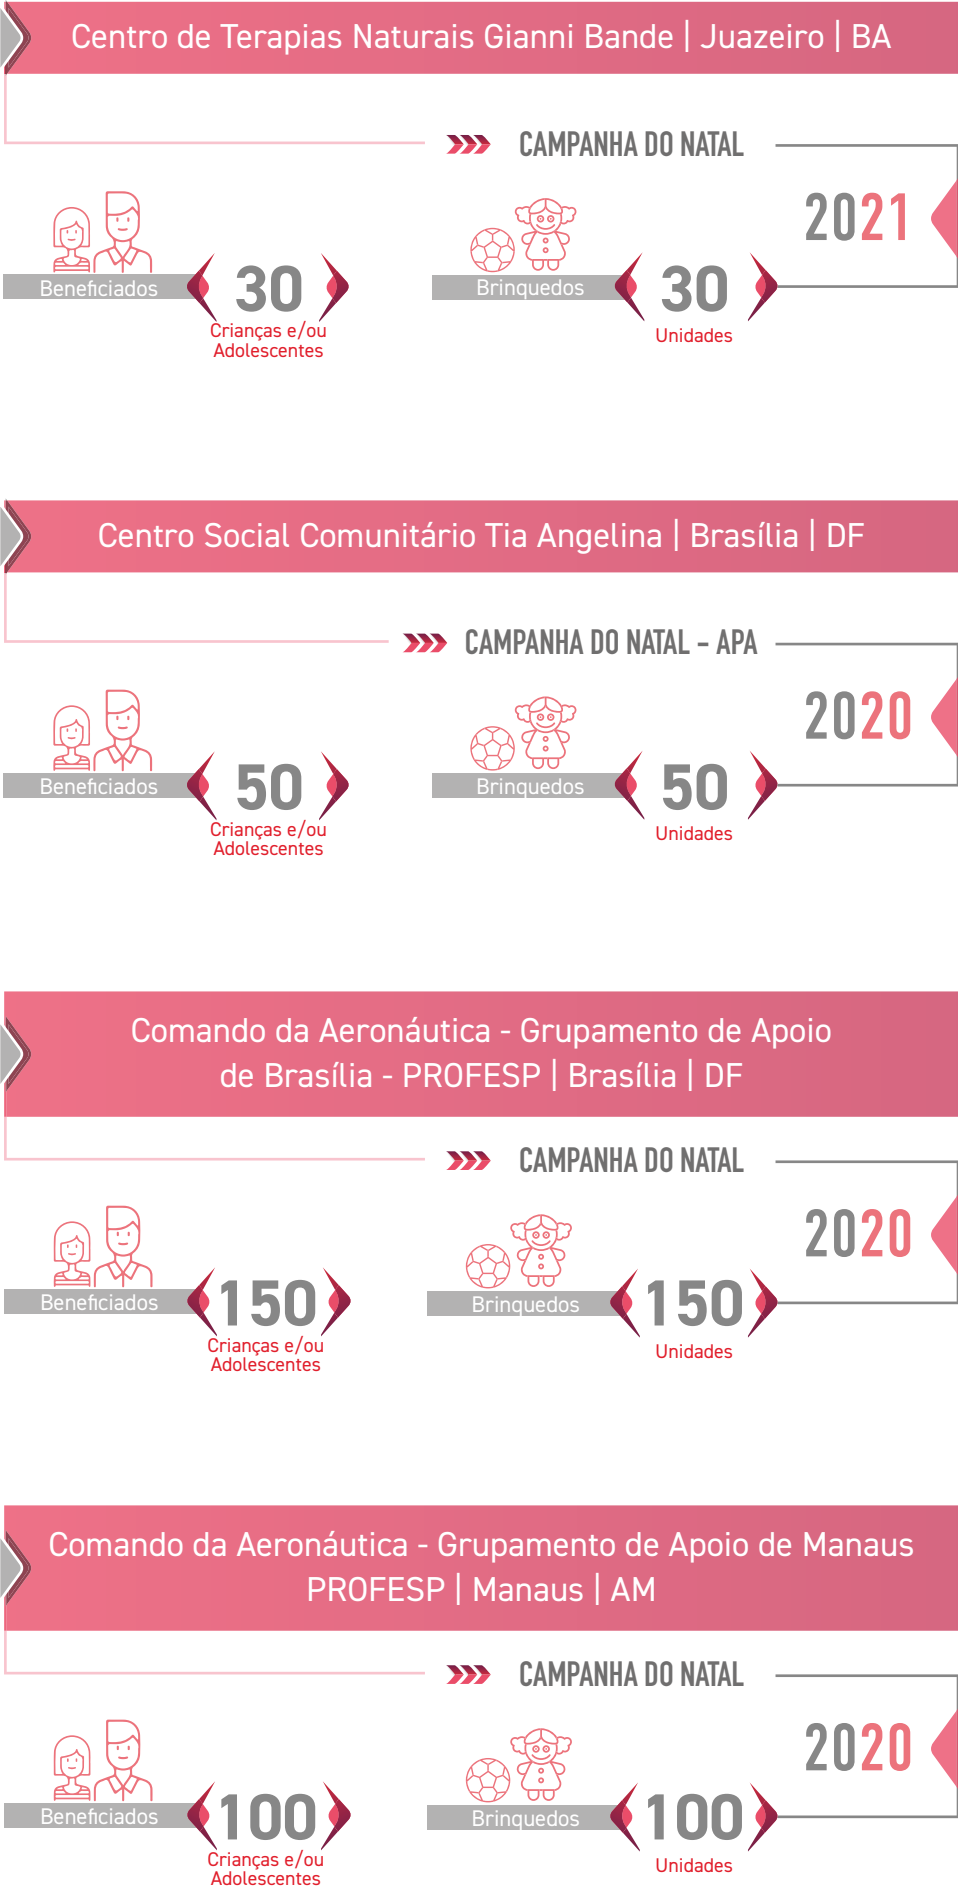 Centro de Terapias Naturais Gianni Bande | Juazeiro | BA
CAMPANHA DO NATAL
2021
Beneficiados
30
Crianças e/ou
Adolescentes
Brinquedos
30
Unidades
Centro Social Comunitário Tia Angelina | Brasília | DF
CAMPANHA DO NATAL - APA
2020
Beneficiados
50
Crianças e/ou
Adolescentes
Brinquedos
50
Unidades
Comando da Aeronáutica - Grupamento de Apoio
de Brasília - PROFESP | Brasília | DF
CAMPANHA DO NATAL
2020
Beneficiados
150
Crianças e/ou
Adolescentes
Brinquedos
150
Unidades
Comando da Aeronáutica - Grupamento de Apoio de Manaus
PROFESP | Manaus | AM
CAMPANHA DO NATAL
2020
Beneficiados
100
Crianças e/ou
Adolescentes
Brinquedos
100
Unidades